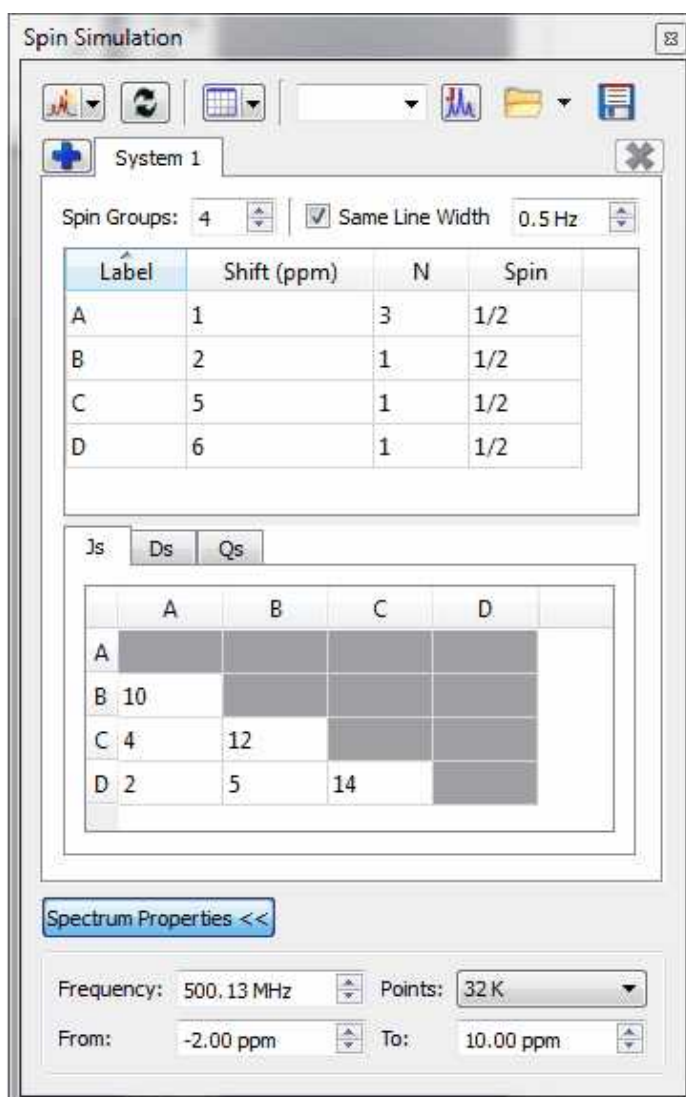 Spin Simulation
System 1
Spin Groups: 4 Same Line Width 0.5 Hz
Label Shift (ppm) N Spin
A 1 3 1/2
B 2 1 1/2
C 5 1 1/2
D 6 1 1/2
Js Ds Qs
A B C D
A
B 10
C 4 12
D 2 5 14
Spectrum Properties <<
Frequency: 500.13 MHz Points: 32 K
From: -2.00 ppm To: 10.00 ppm